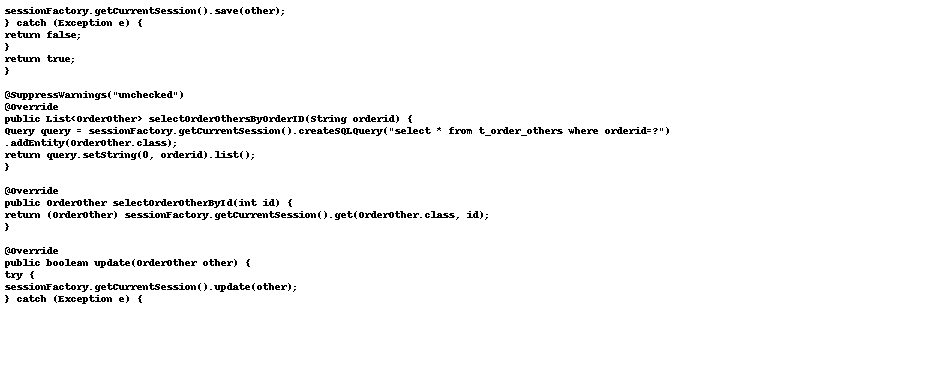 sessionFactory.getCurrentSession().save(other);
} catch (Exception e) {
return false;
}
return true;
}

@SuppressWarnings("unchecked")
@Override
public List<OrderOther> selectOrderOthersByOrderID(String orderid) {
Query query = sessionFactory.getCurrentSession().createSQLQuery("select * from t_order_others where orderid=?")
.addEntity(OrderOther.class);
return query.setString(0, orderid).list();
}

@Override
public OrderOther selectOrderOtherById(int id) {
return (OrderOther) sessionFactory.getCurrentSession().get(OrderOther.class, id);
}

@Override
public boolean update(OrderOther other) {
try {
sessionFactory.getCurrentSession().update(other);
} catch (Exception e) {